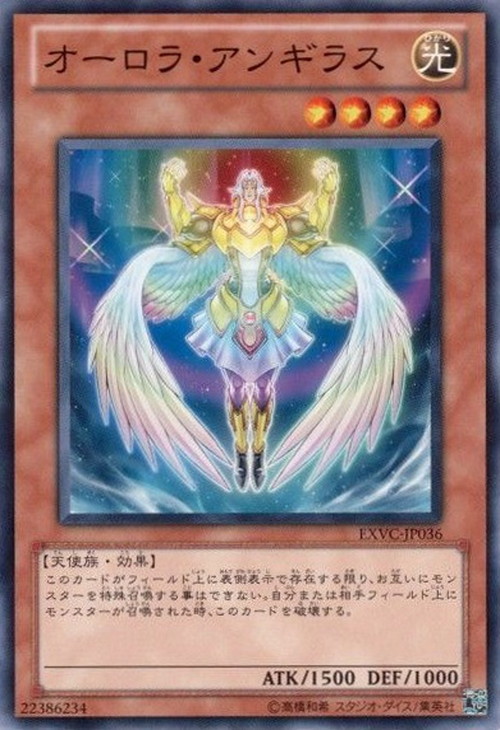 オーロラ・アンギラス
光
EXVC-JP036
【天使族・効果】
このカードがフィールド上に表側表示で存在する限り、お互いにモン
スターを特殊召喚する事はできない。自分または相手フィールド上に
モンスターが召喚された時、このカードを破壊する。
ATK/1500 DEF/1000
22386234
©高橋和希 スタジオ・ダイス/集英社